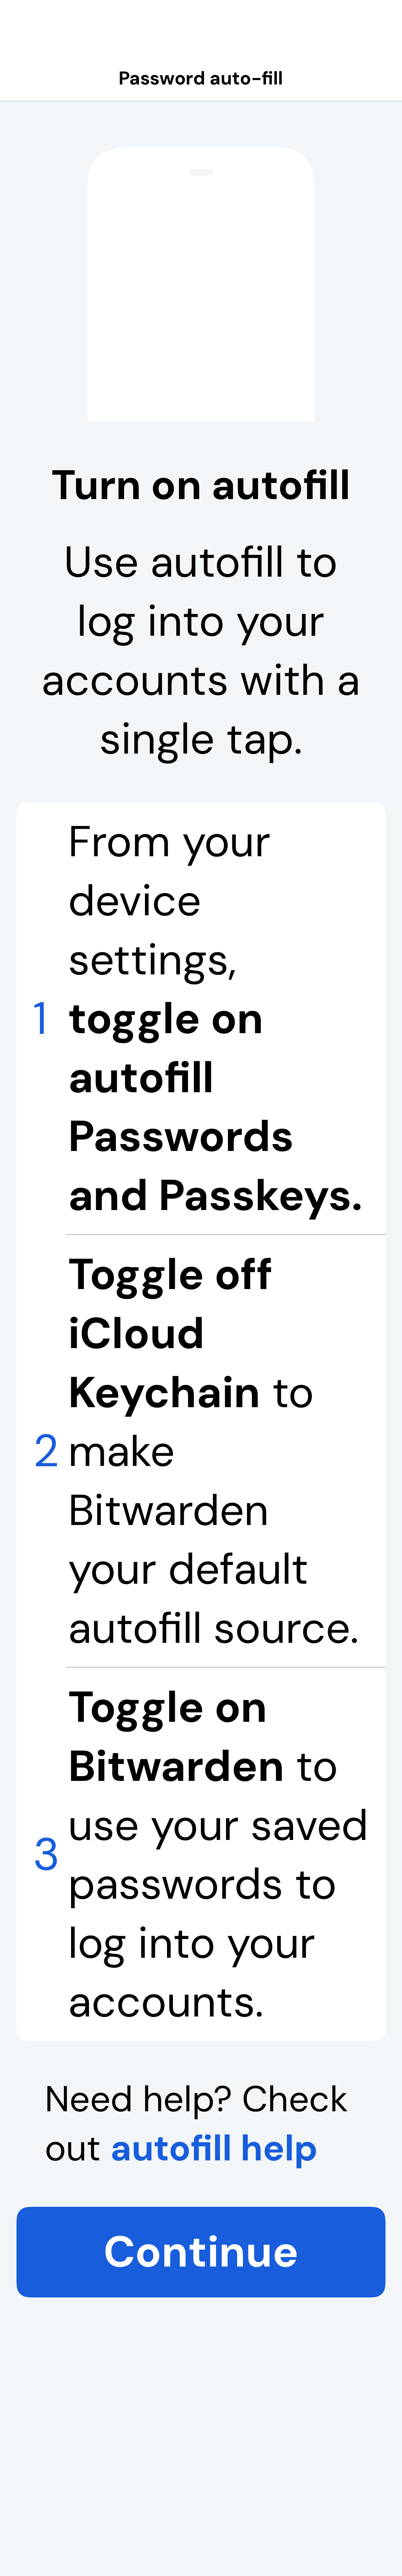 Password auto-fill
Turn on autofill
Use autofill to
log into your
accounts with a
single tap.
From your
device
settings,
1 toggle on
autofill
Passwords
and Passkeys.
Toggle off
iCloud
Keychain to
2 make
Bitwarden
your default
autofill source.
Toggle on
Bitwarden to
use your saved
3 passwords to
log into your
accounts.
Need help? Check
out autofill help
Continue